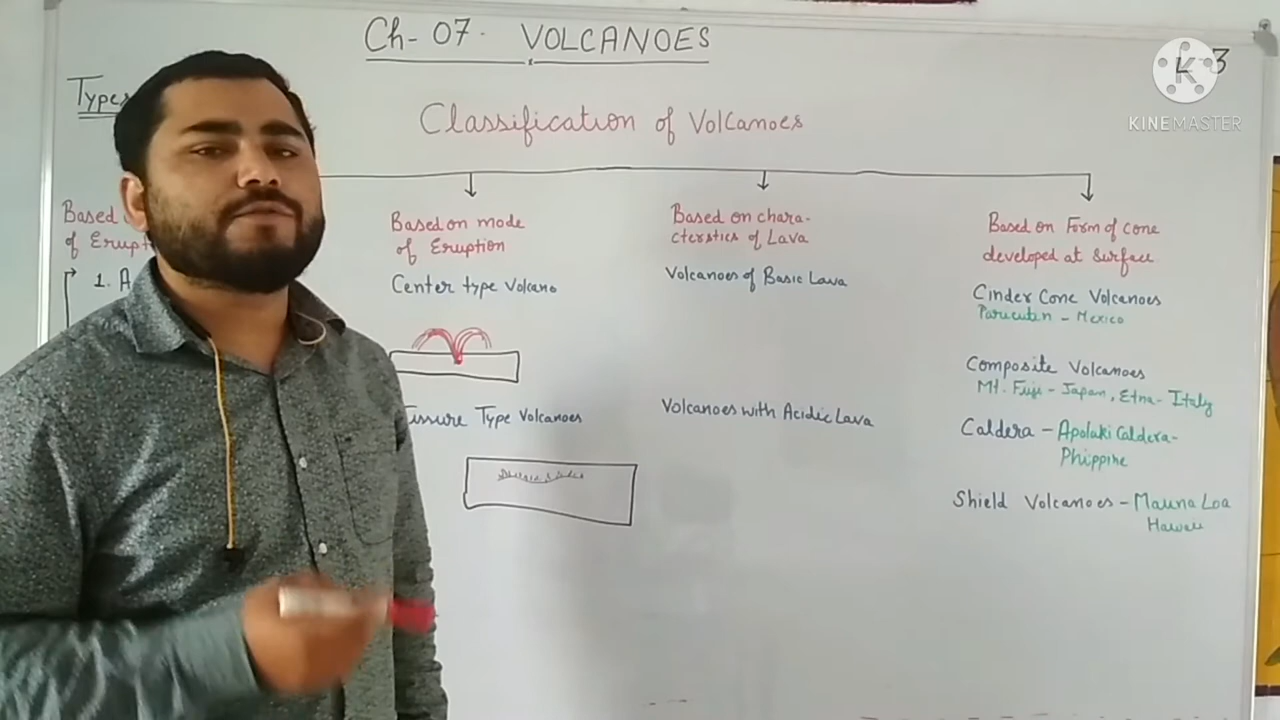 Ch- 07. VOLCANOES
L 3
KINEMASTER
Types
Classification of Volcanoes
Based
of Erupt
1. A
Based on mode
of Eruption
Center type Volcano
Fissure Type Volcanoes
Based on chara-
cterstics of Lava
Volcanoes of Basic Lava
Volcanoes with Acidic Lava
Based on Form of cone
developed at Surface
Cinder Cone Volcanoes
Paricutin - Mexico
Composite Volcanoes
Mt. Fuji - Japan, Etna - Italy
Caldera - Apolaki Caldera-
Phippine
Shield Volcanoes - Mauna Loa
Hawaii